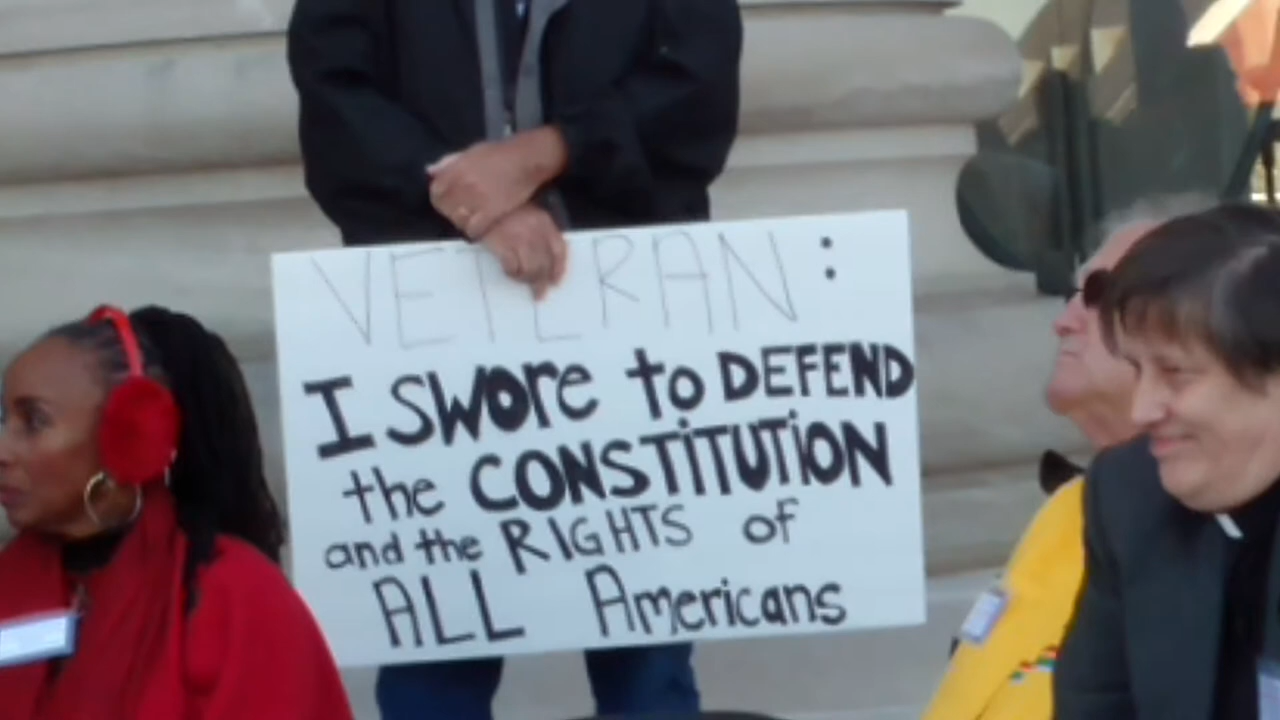 VETERAN:
I SWORE to DEFEND
the CONSTiTUTiON
and the RIGHTS of
ALL Americans